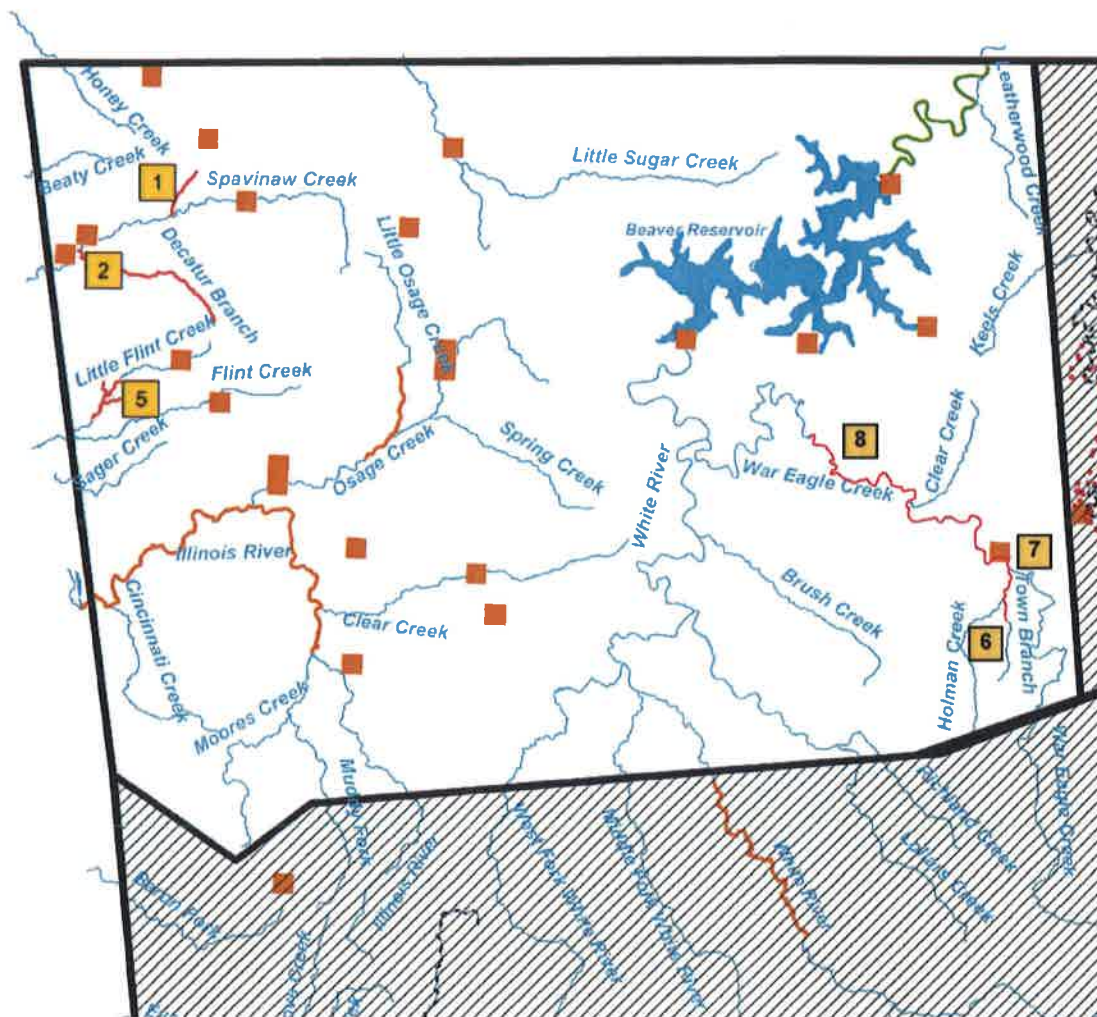 Honey Creek
Leatherwood Creek
Beaty Creek
1
Spavinaw Creek
Little Sugar Creek
Decatur Branch
Little Osage Creek
Beaver Reservoir
2
Keels Creek
Little Flint Creek
Flint Creek
5
Sager Creek
Osage Creek
Spring Creek
8
War Eagle Creek
Clear Creek
White River
Illinois River
7
Town Branch
Cincinnati Creek
Clear Creek
Brush Creek
6
Holman Creek
Moores Creek
Muddy Fork
Illinois River
West Fork White River
Middle Fork White River
White River
Richland Creek
Lollars Creek
War Eagle Creek
Baron Fork
Creek